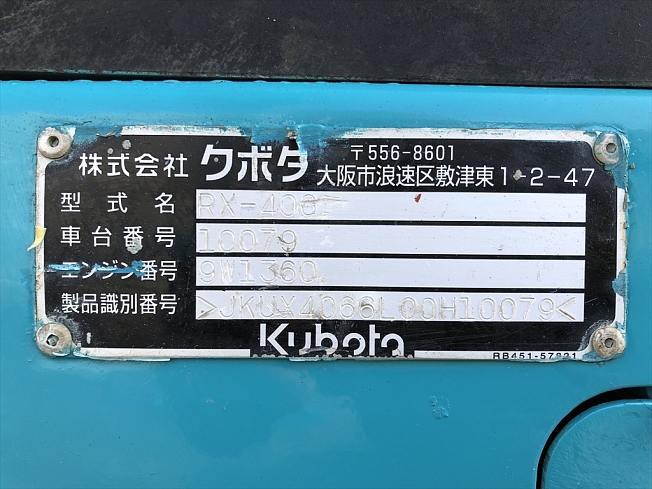 株式会社 クボタ 〒556-8601
大阪市浪速区敷津東1-2-47
型式名 RX-406
車台番号 10079
エンジン番号 9W1360
製品識別番号 >JKUX4066L00H10079<
Kubota